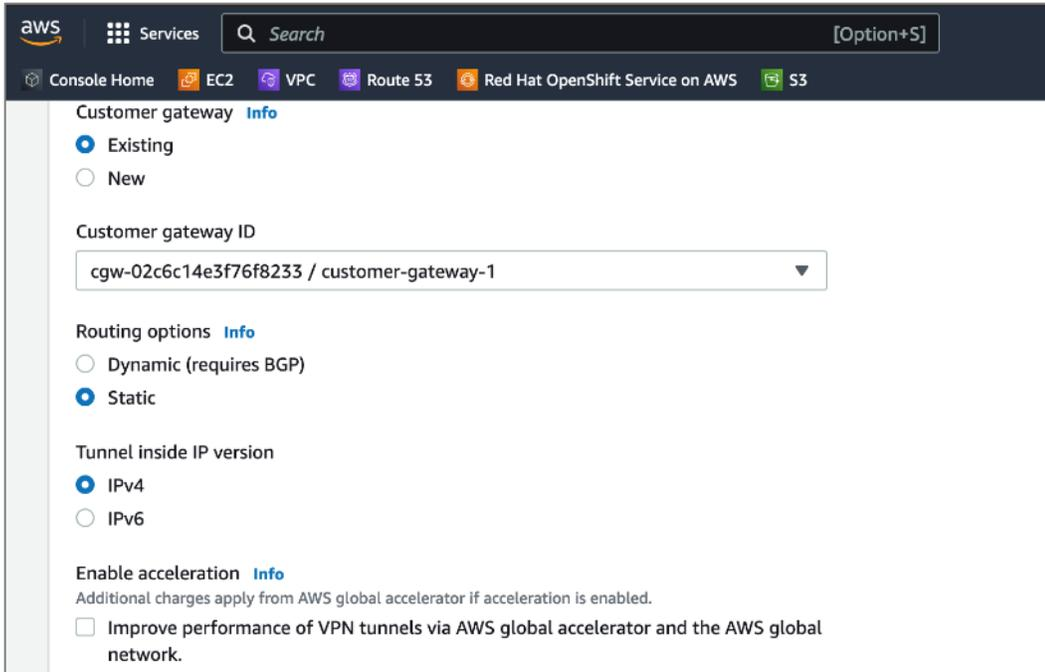 aws Services Search [Option+S]
Console Home EC2 VPC Route 53 Red Hat OpenShift Service on AWS S3
Customer gateway Info
Existing
New
Customer gateway ID
cgw-02c6c14e3f76f8233 / customer-gateway-1
Routing options Info
Dynamic (requires BGP)
Static
Tunnel inside IP version
IPv4
IPv6
Enable acceleration Info
Additional charges apply from AWS global accelerator if acceleration is enabled.
Improve performance of VPN tunnels via AWS global accelerator and the AWS global
network.